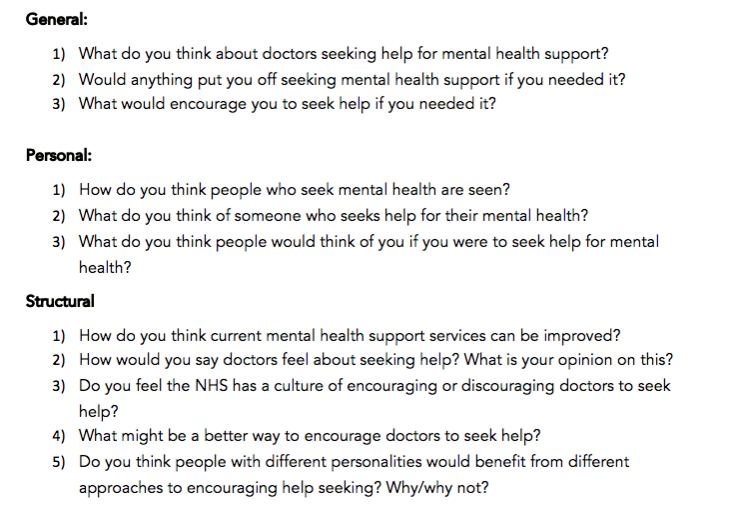 General:
1) What do you think about doctors seeking help for mental health support?
2) Would anything put you off seeking mental health support if you needed it?
3) What would encourage you to seek help if you needed it?
Personal:
1) How do you think people who seek mental health are seen?
2) What do you think of someone who seeks help for their mental health?
3) What do you think people would think of you if you were to seek help for mental
health?
Structural
1) How do you think current mental health support services can be improved?
2) How would you say doctors feel about seeking help? What is your opinion on this?
3) Do you feel the NHS has a culture of encouraging or discouraging doctors to seek
help?
4) What might be a better way to encourage doctors to seek help?
5) Do you think people with different personalities would benefit from different
approaches to encouraging help seeking? Why/why not?